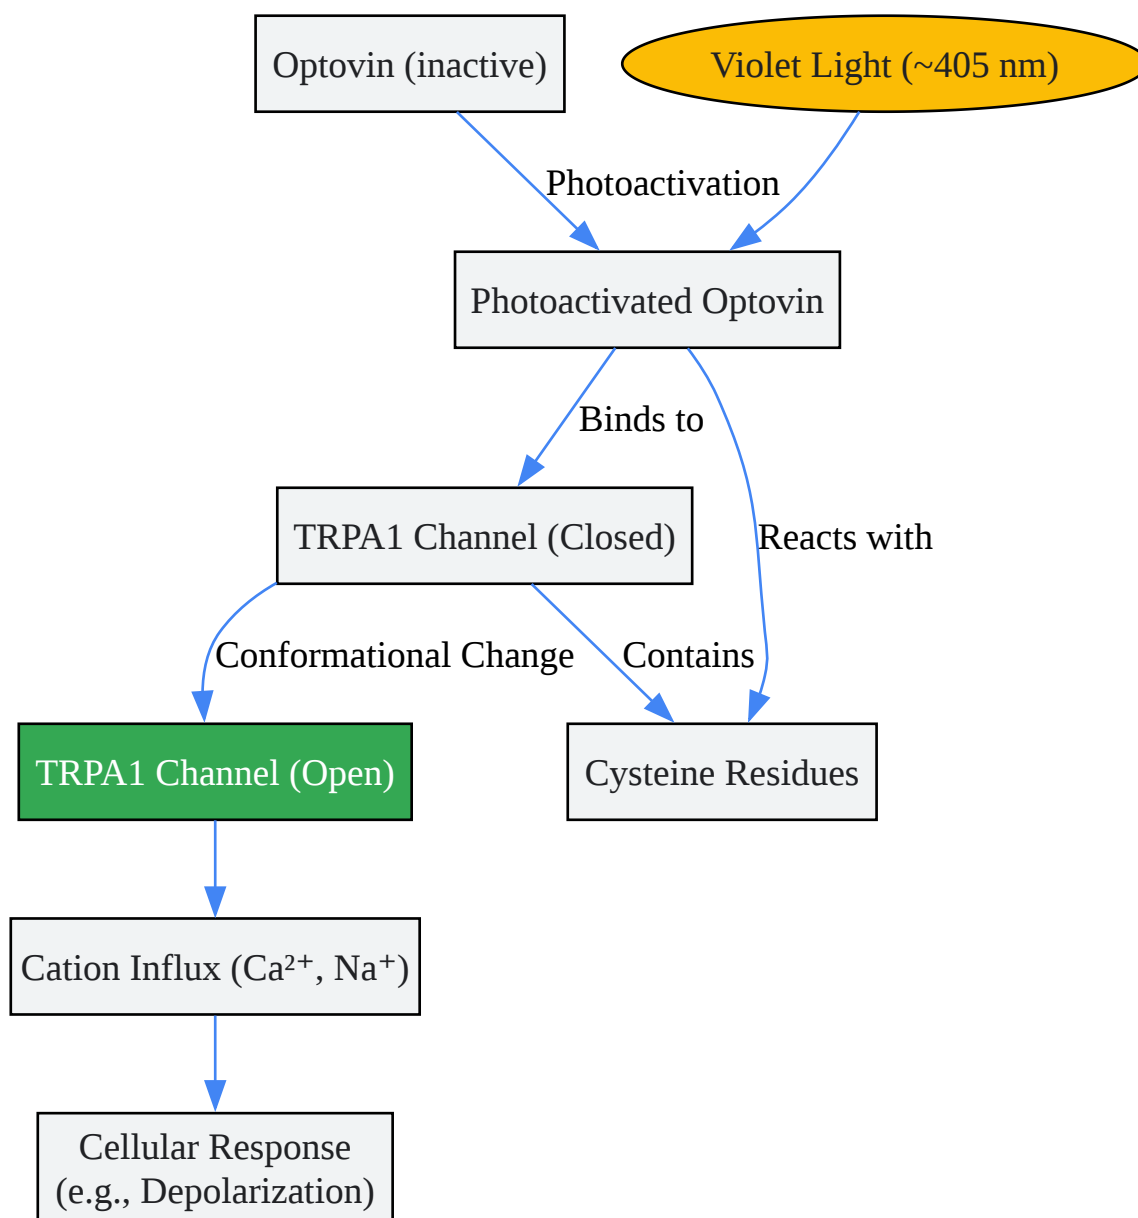 Optovin (inactive)
Violet Light (~405 nm)
Photoactivation
Photoactivated Optovin
Binds to
TRPA1 Channel (Closed)
Reacts with
Conformational Change
Contains
TRPA1 Channel (Open)
Cysteine Residues
Cation Influx (Ca²⁺, Na⁺)
Cellular Response
(e.g., Depolarization)